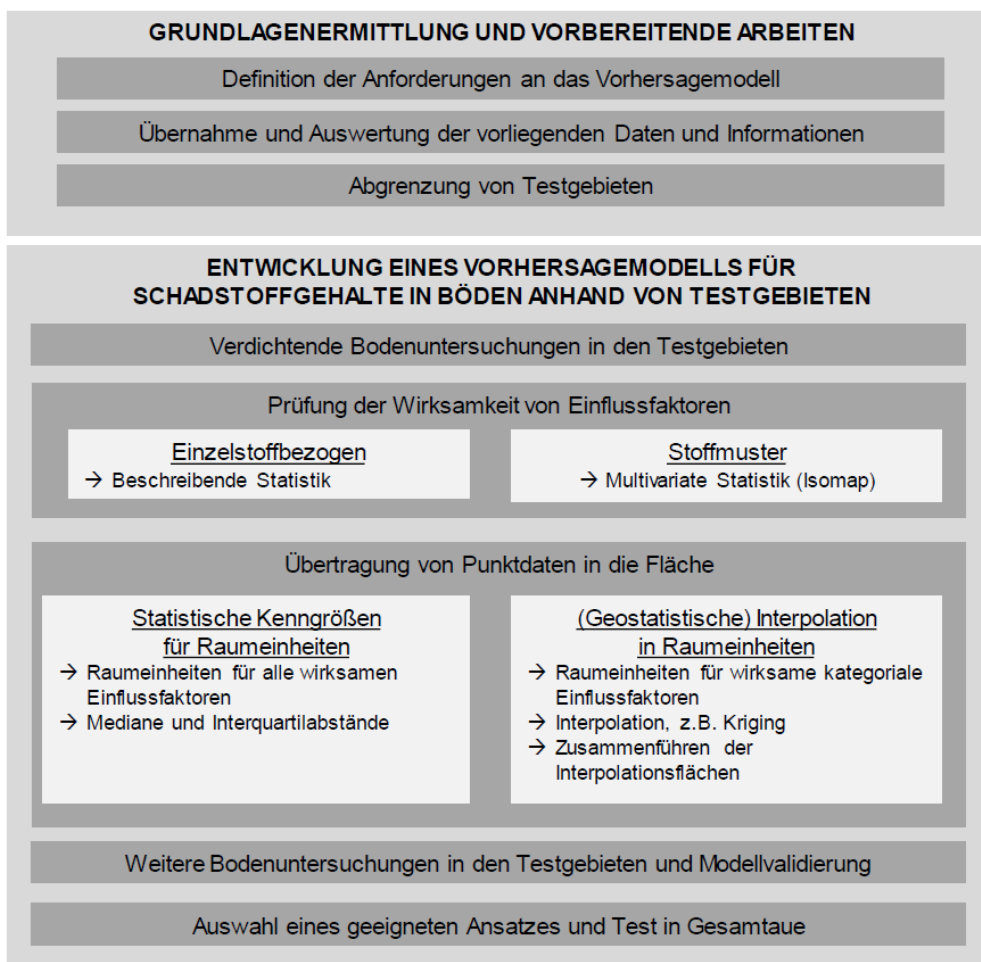 GRUNDLAGENERMITTLUNG UND VORBEREITENDE ARBEITEN
Definition der Anforderungen an das Vorhersagemodell
Übernahme und Auswertung der vorliegenden Daten und Informationen
Abgrenzung von Testgebieten
ENTWICKLUNG EINES VORHERSAGEMODELLS FÜR
SCHADSTOFFGEHALTE IN BÖDEN ANHAND VON TESTGEBIETEN
Verdichtende Bodenuntersuchungen in den Testgebieten
Prüfung der Wirksamkeit von Einflussfaktoren
Einzelstoffbezogen
→ Beschreibende Statistik
Stoffmuster
→ Multivariate Statistik (Isomap)
Übertragung von Punktdaten in die Fläche
Statistische Kenngrößen
für Raumeinheiten
→ Raumeinheiten für alle wirksamen
Einflussfaktoren
→ Mediane und Interquartilabstände
(Geostatistische) Interpolation
in Raumeinheiten
→ Raumeinheiten für wirksame kategoriale
Einflussfaktoren
→ Interpolation, z.B. Kriging
→ Zusammenführen der
Interpolationsflächen
Weitere Bodenuntersuchungen in den Testgebieten und Modellvalidierung
Auswahl eines geeigneten Ansatzes und Test in Gesamtaue